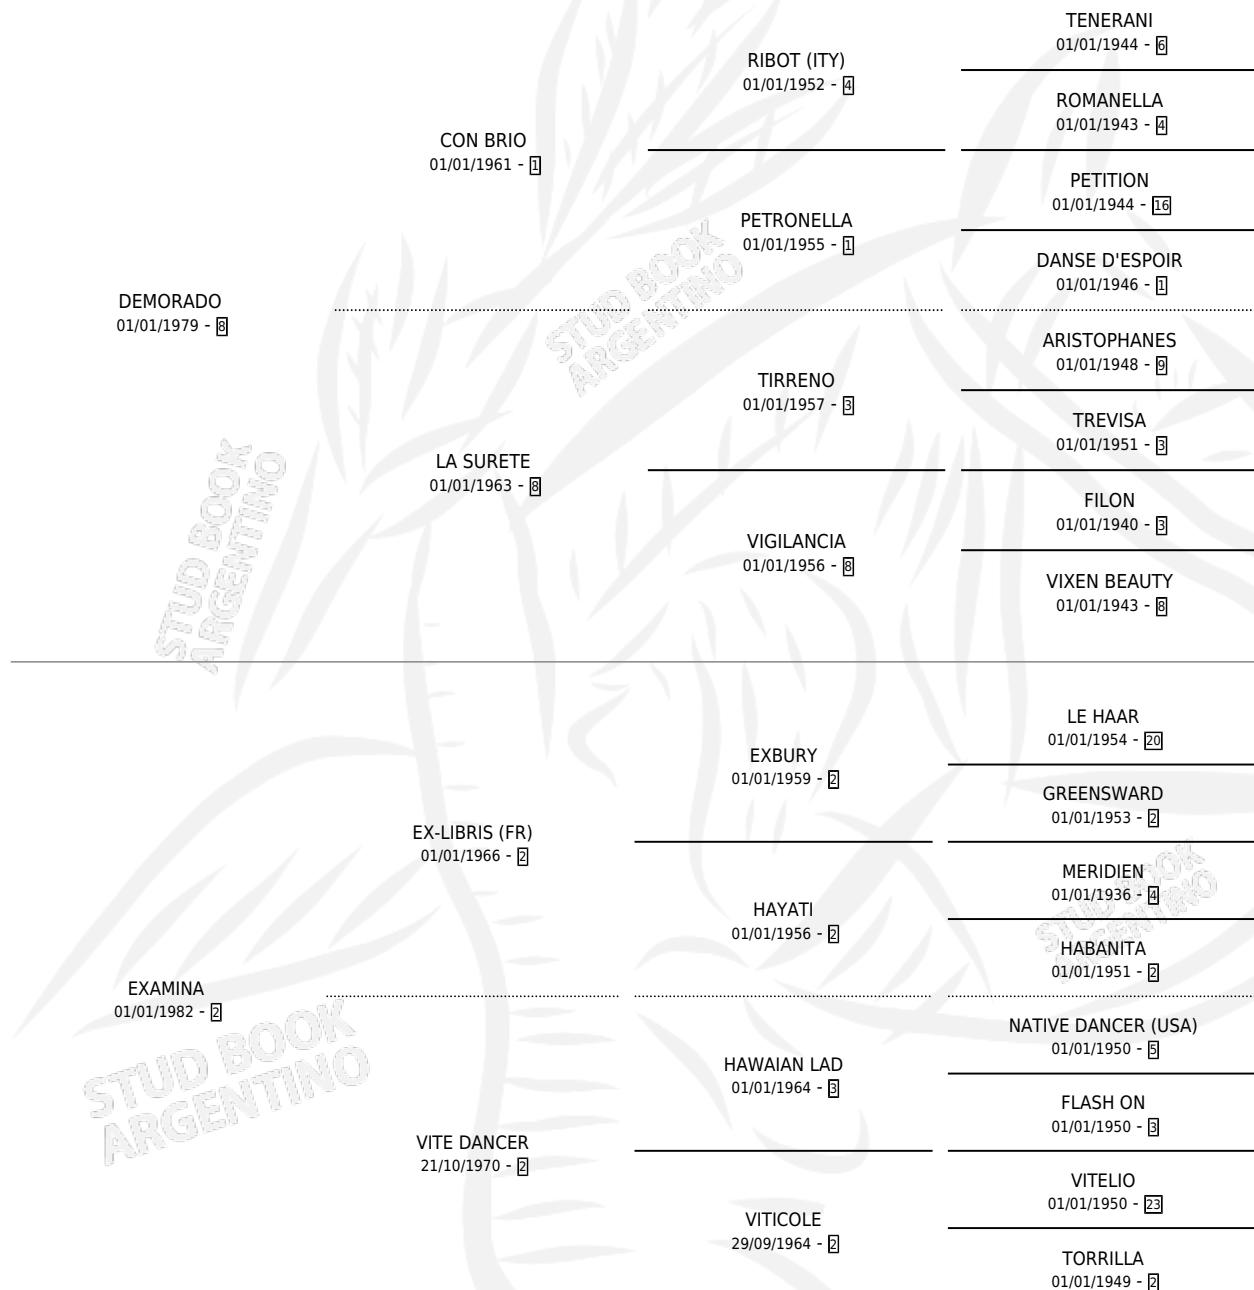 TENERANI
01/01/1944 - 6
RIBOT (ITY)
01/01/1952 - 4
ROMANELLA
01/01/1943 - 4
CON BRIO
01/01/1961 - 1
PETITION
01/01/1944 - 16
PETRONELLA
01/01/1955 - 1
DANSE D'ESPOIR
01/01/1946 - 1
DEMORADO
01/01/1979 - 8
ARISTOPHANES
01/01/1948 - 9
TIRRENO
01/01/1957 - 3
TREVISA
01/01/1951 - 3
LA SURETE
01/01/1963 - 8
FILON
01/01/1940 - 3
VIGILANCIA
01/01/1956 - 8
VIXEN BEAUTY
01/01/1943 - 8
LE HAAR
01/01/1954 - 20
EXBURY
01/01/1959 - 2
GREENSWARD
01/01/1953 - 2
EX-LIBRIS (FR)
01/01/1966 - 2
MERIDIEN
01/01/1936 - 4
HAYATI
01/01/1956 - 2
HABANITA
01/01/1951 - 2
EXAMINA
01/01/1982 - 2
NATIVE DANCER (USA)
01/01/1950 - 5
HAWAIAN LAD
01/01/1964 - 3
FLASH ON
01/01/1950 - 3
VITE DANCER
21/10/1970 - 2
VITELIO
01/01/1950 - 23
VITICOLE
29/09/1964 - 2
TORRILLA
01/01/1949 - 2
STUD BOOK
ARGENTINO
STUD BOOK
ARGENTINO
STUD BOOK
ARGENTINO
STUD BOOK
ARGENTINO